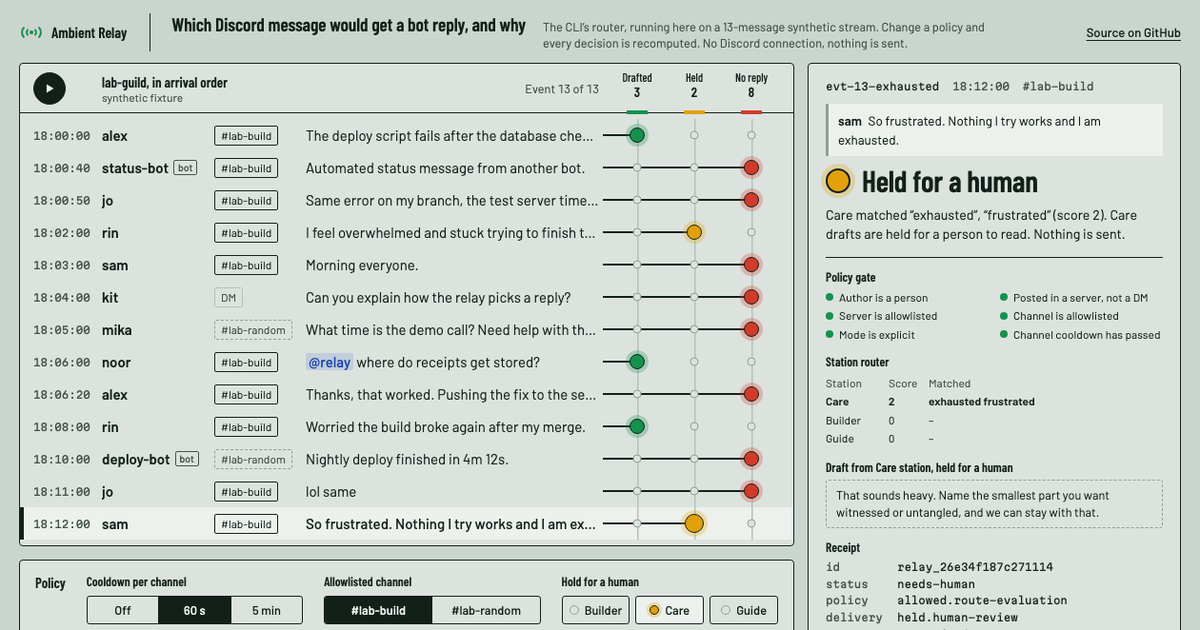 Ambient Relay
Which Discord message would get a bot reply, and why
The CLI's router, running here on a 13-message synthetic stream. Change a policy and
every decision is recomputed. No Discord connection, nothing is sent.
Source on GitHub
lab-guild, in arrival order
synthetic fixture
Event 13 of 13
Drafted
3
Held
2
No reply
8
18:00:00 alex #lab-build The deploy script fails after the database che...
18:00:40 status-bot bot #lab-build Automated status message from another bot.
18:00:50 jo #lab-build Same error on my branch, the test server time...
18:02:00 rin #lab-build I feel overwhelmed and stuck trying to finish t...
18:03:00 sam #lab-build Morning everyone.
18:04:00 kit DM Can you explain how the relay picks a reply?
18:05:00 mika #lab-random What time is the demo call? Need help with th...
18:06:00 noor #lab-build @relay where do receipts get stored?
18:06:20 alex #lab-build Thanks, that worked. Pushing the fix to the se...
18:08:00 rin #lab-build Worried the build broke again after my merge.
18:10:00 deploy-bot bot #lab-random Nightly deploy finished in 4m 12s.
18:11:00 jo #lab-build lol same
18:12:00 sam #lab-build So frustrated. Nothing I try works and I am ex...
Policy
Cooldown per channel
Off 60 s 5 min
Allowlisted channel
#lab-build #lab-random
Hold for a human
Builder Care Guide
evt-13-exhausted 18:12:00 #lab-build
sam So frustrated. Nothing I try works and I am
exhausted.
Held for a human
Care matched "exhausted", "frustrated" (score 2). Care
drafts are held for a person to read. Nothing is sent.
Policy gate
Author is a person Posted in a server, not a DM
Server is allowlisted Channel is allowlisted
Mode is explicit Channel cooldown has passed
Station router
Station Score Matched
Care 2 exhausted frustrated
Builder 0 –
Guide 0 –
Draft from Care station, held for a human
That sounds heavy. Name the smallest part you want
witnessed or untangled, and we can stay with that.
Receipt
id relay_26e34f187c271114
status needs-human
policy allowed.route-evaluation
delivery held.human-review